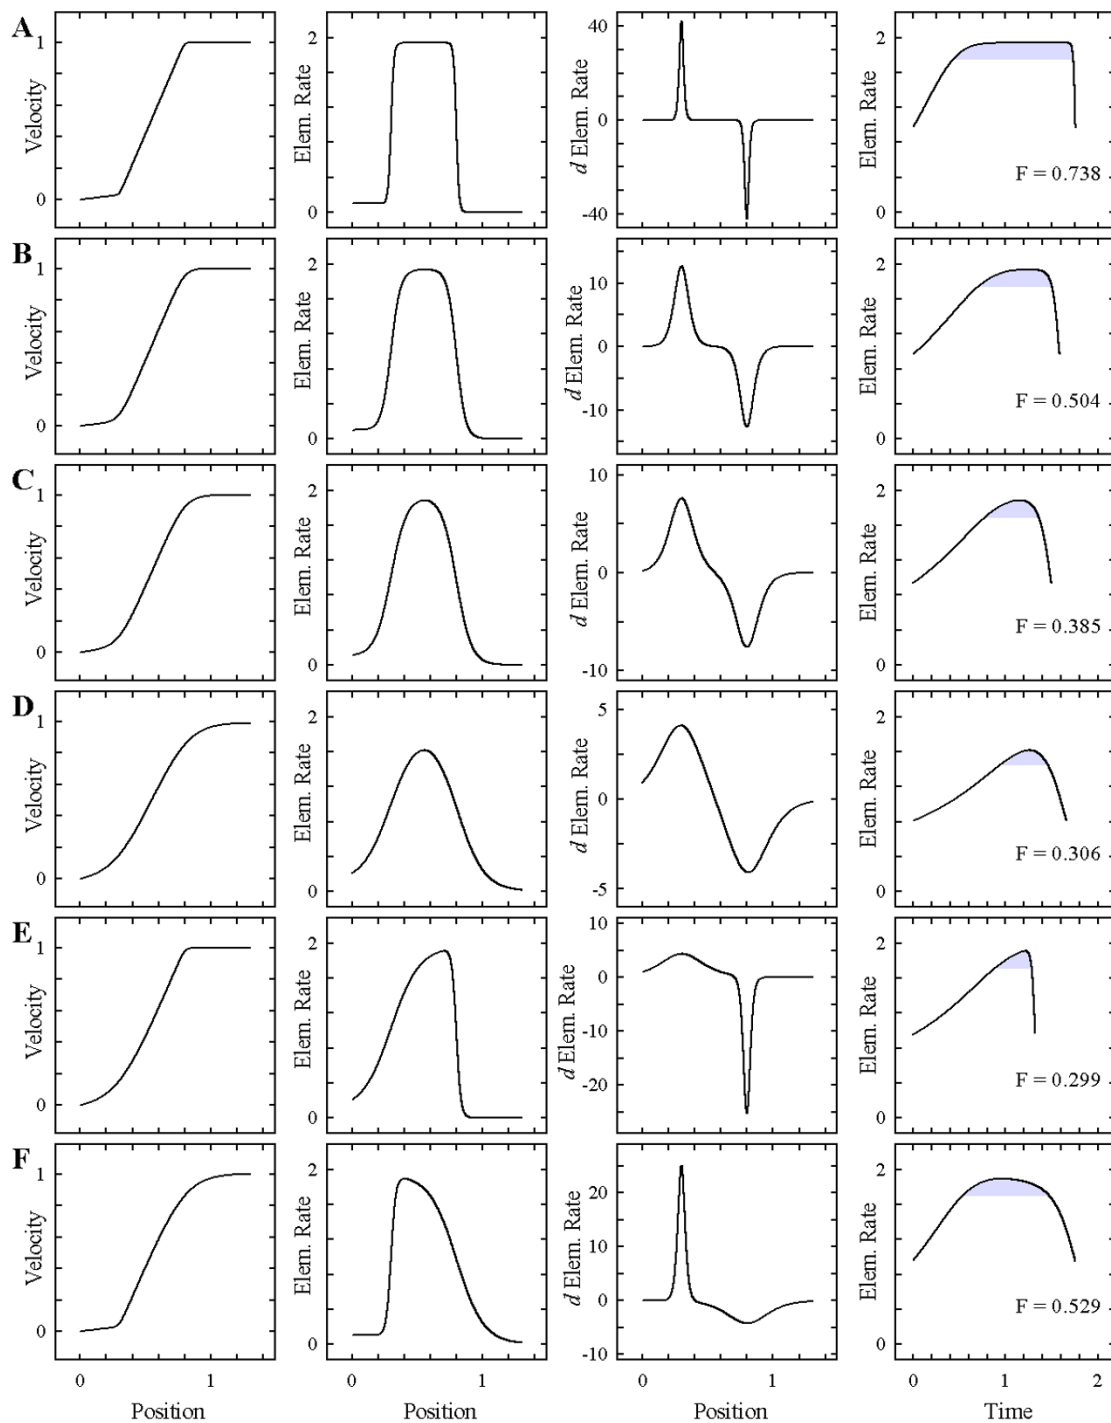 A
Velocity
1
0
Elem. Rate
2
0
d Elem. Rate
40
0
-40
Elem. Rate
2
0
F = 0.738
B
Velocity
1
0
Elem. Rate
2
0
d Elem. Rate
10
0
-10
Elem. Rate
2
0
F = 0.504
C
Velocity
1
0
Elem. Rate
2
0
d Elem. Rate
10
0
-10
Elem. Rate
2
0
F = 0.385
D
Velocity
1
0
Elem. Rate
2
0
d Elem. Rate
5
0
-5
Elem. Rate
2
0
F = 0.306
E
Velocity
1
0
Elem. Rate
2
0
d Elem. Rate
10
0
-10
-20
Elem. Rate
2
0
F = 0.299
F
Velocity
1
0
Elem. Rate
2
0
d Elem. Rate
20
10
0
-10
Elem. Rate
2
0
F = 0.529
0 1
0 1
0 1
0 1 2
Position
Position
Position
Time